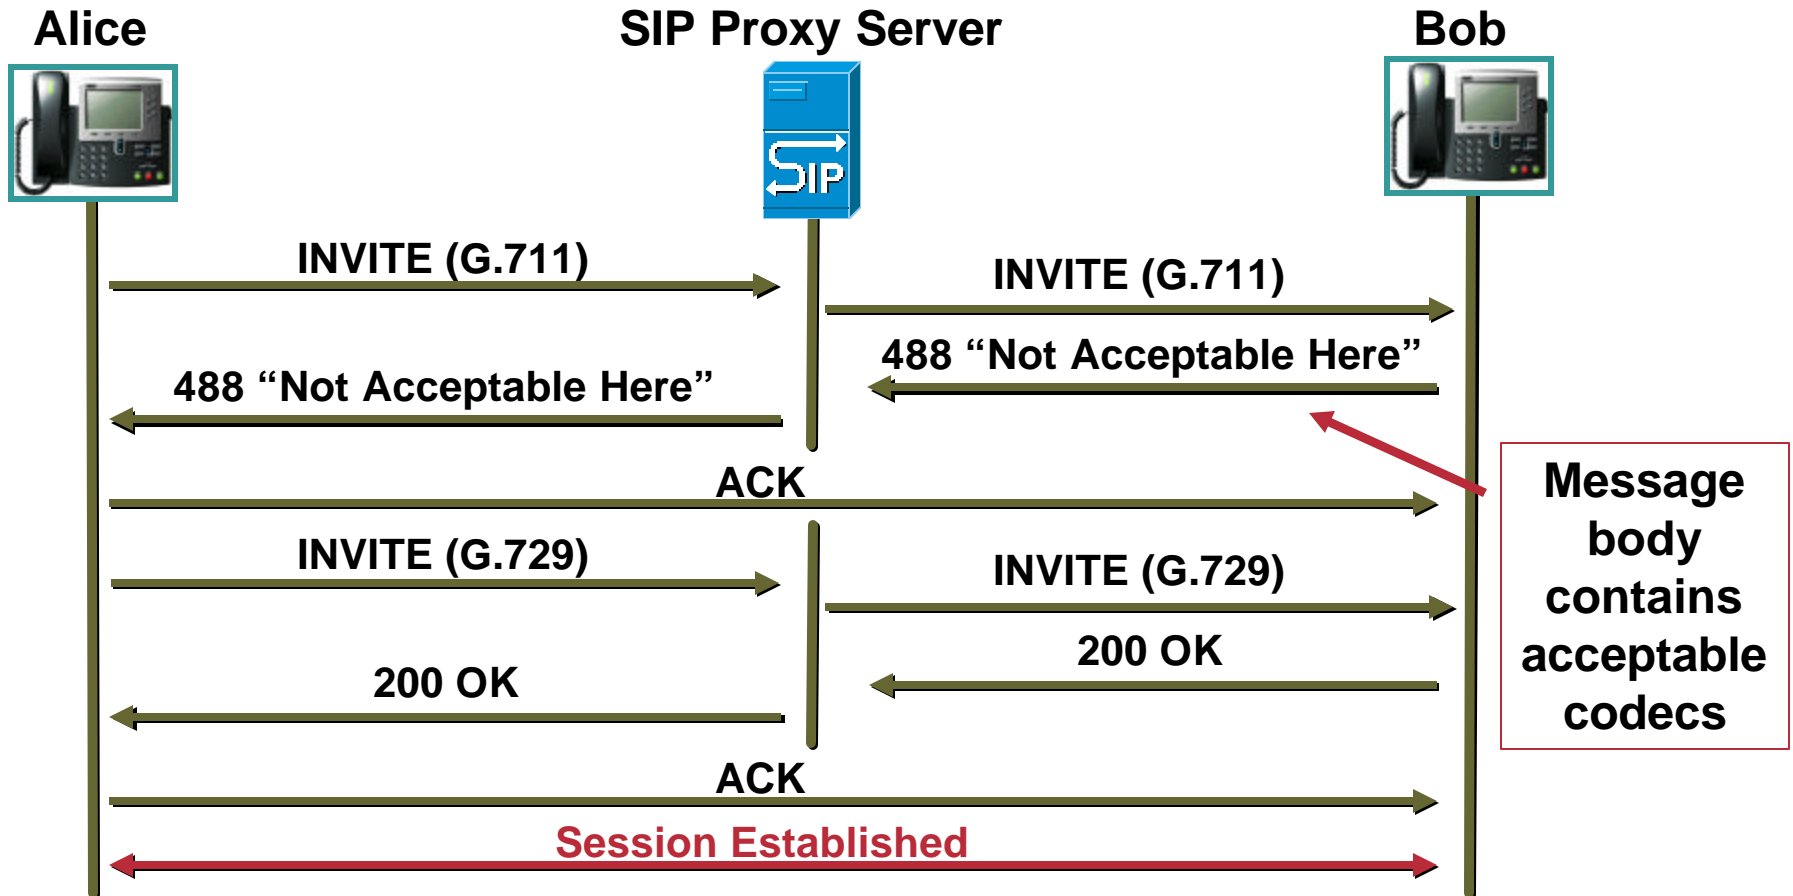 Alice
SIP Proxy Server
Bob
SIP
INVITE (G.711)
INVITE (G.711)
488 “Not Acceptable Here”
488 “Not Acceptable Here”
ACK
INVITE (G.729)
INVITE (G.729)
200 OK
200 OK
ACK
Session Established
Message
body
contains
acceptable
codecs